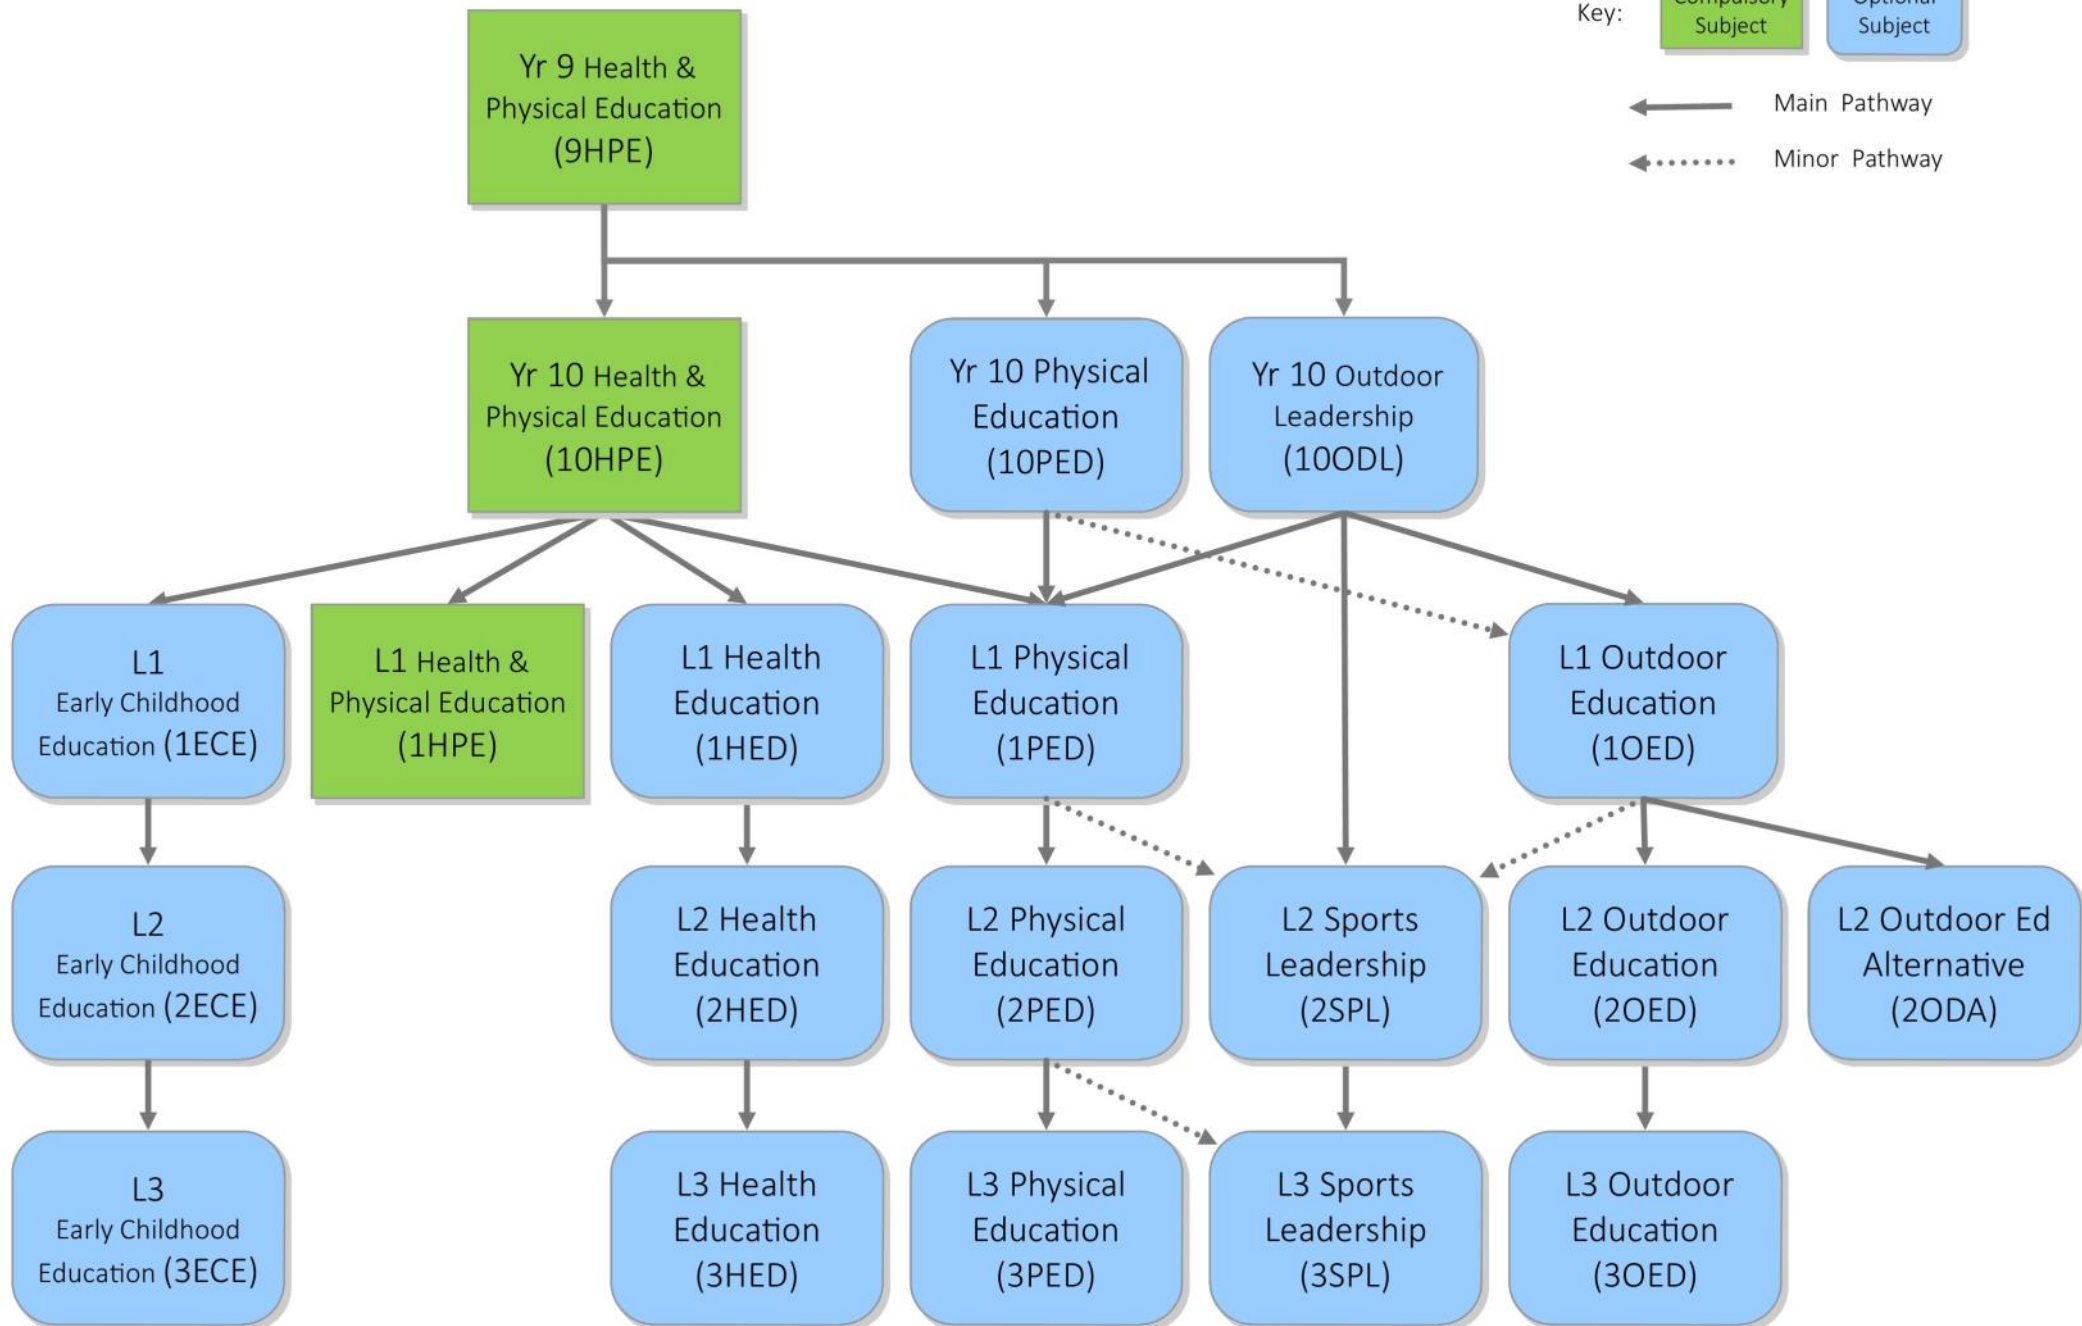 Key:
Compulsory
Subject
Optional
Subject
Main Pathway
Minor Pathway
Yr 9 Health &
Physical Education
(9HPE)
Yr 10 Health &
Physical Education
(10HPE)
Yr 10 Physical
Education
(10PED)
Yr 10 Outdoor
Leadership
(10ODL)
L1
Early Childhood
Education (1ECE)
L1 Health &
Physical Education
(1HPE)
L1 Health
Education
(1HED)
L1 Physical
Education
(1PED)
L1 Outdoor
Education
(1OED)
L2
Early Childhood
Education (2ECE)
L2 Health
Education
(2HED)
L2 Physical
Education
(2PED)
L2 Sports
Leadership
(2SPL)
L2 Outdoor
Education
(2OED)
L2 Outdoor Ed
Alternative
(2ODA)
L3
Early Childhood
Education (3ECE)
L3 Health
Education
(3HED)
L3 Physical
Education
(3PED)
L3 Sports
Leadership
(3SPL)
L3 Outdoor
Education
(3OED)